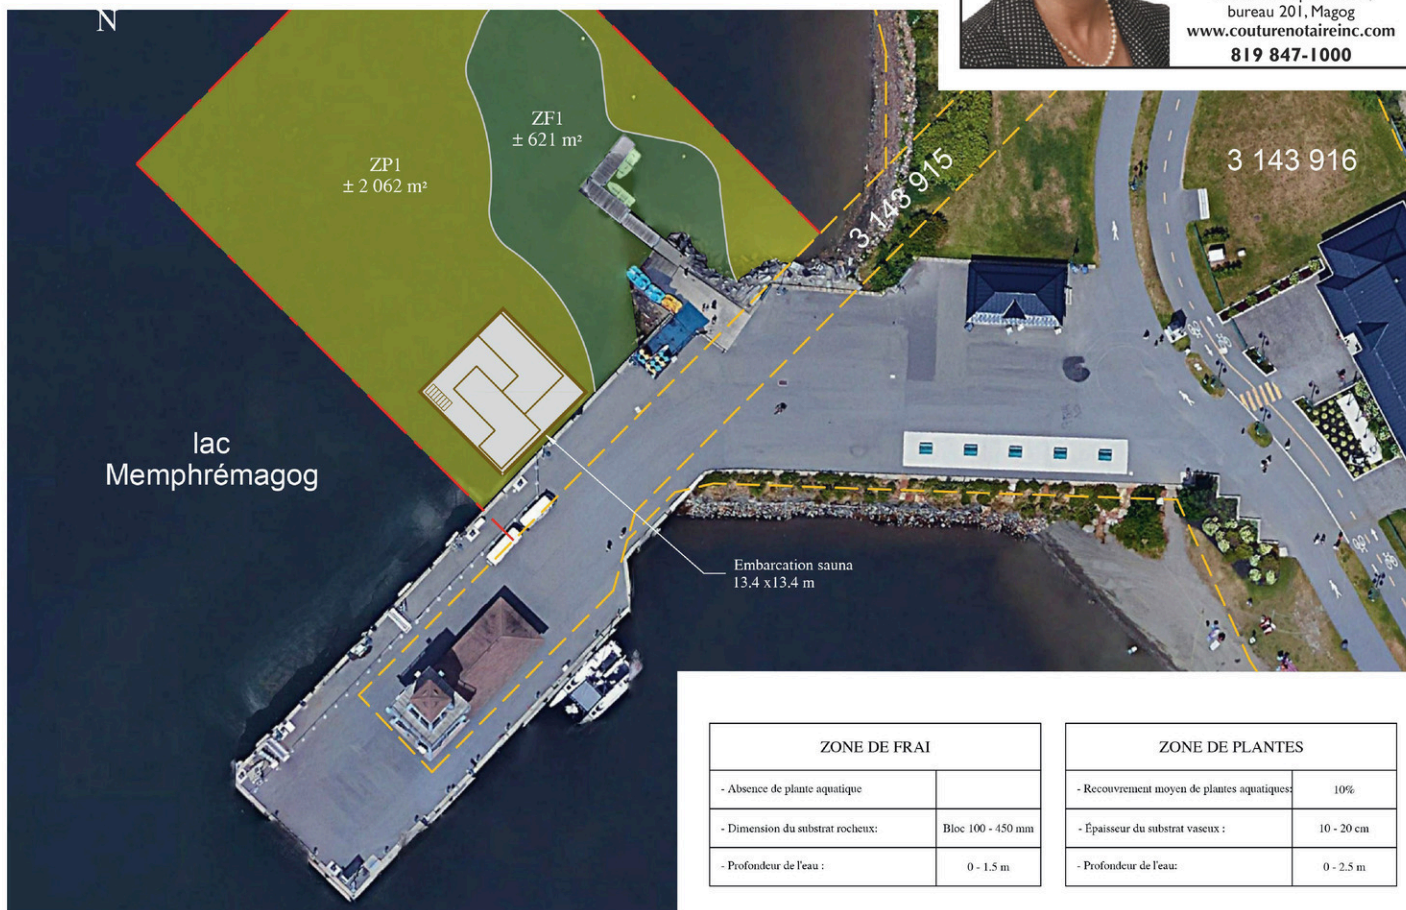 N
bureau 201, Magog
www.couturenotaireinc.com
819 847-1000
ZF1
± 621 m²
ZP1
± 2 062 m²
3 143 915
3 143 916
lac
Memphrémagog
Embarcation sauna
13.4 x13.4 m
ZONE DE FRAI
- Absence de plante aquatique
- Dimension du substrat rocheux: Bloc 100 - 450 mm
- Profondeur de l'eau : 0 - 1.5 m
ZONE DE PLANTES
- Recouvrement moyen de plantes aquatiques: 10%
- Épaisseur du substrat vaseux : 10 - 20 cm
- Profondeur de l'eau: 0 - 2.5 m